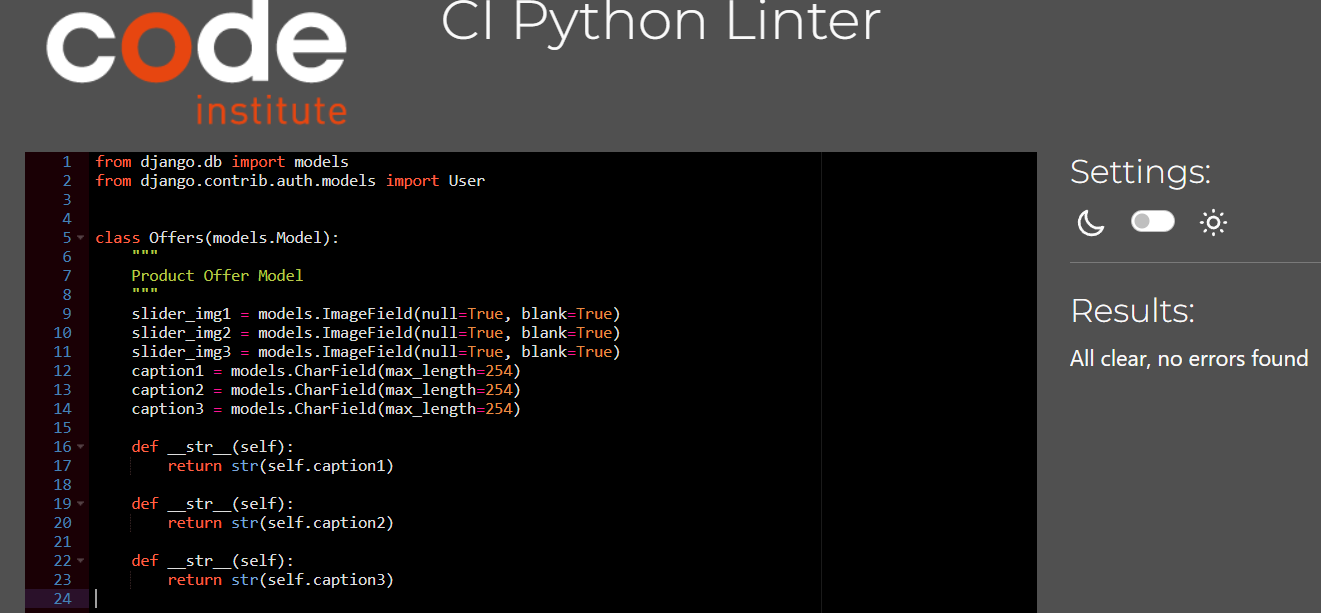 code
institute
CI Python Linter
1 from django.db import models
2 from django.contrib.auth.models import User
3
4
5 class Offers(models.Model):
6     """
7     Product Offer Model
8     """
9     slider_img1 = models.ImageField(null=True, blank=True)
10     slider_img2 = models.ImageField(null=True, blank=True)
11     slider_img3 = models.ImageField(null=True, blank=True)
12     caption1 = models.CharField(max_length=254)
13     caption2 = models.CharField(max_length=254)
14     caption3 = models.CharField(max_length=254)
15
16     def __str__(self):
17         return str(self.caption1)
18
19     def __str__(self):
20         return str(self.caption2)
21
22     def __str__(self):
23         return str(self.caption3)
24
Settings:
Results:
All clear, no errors found